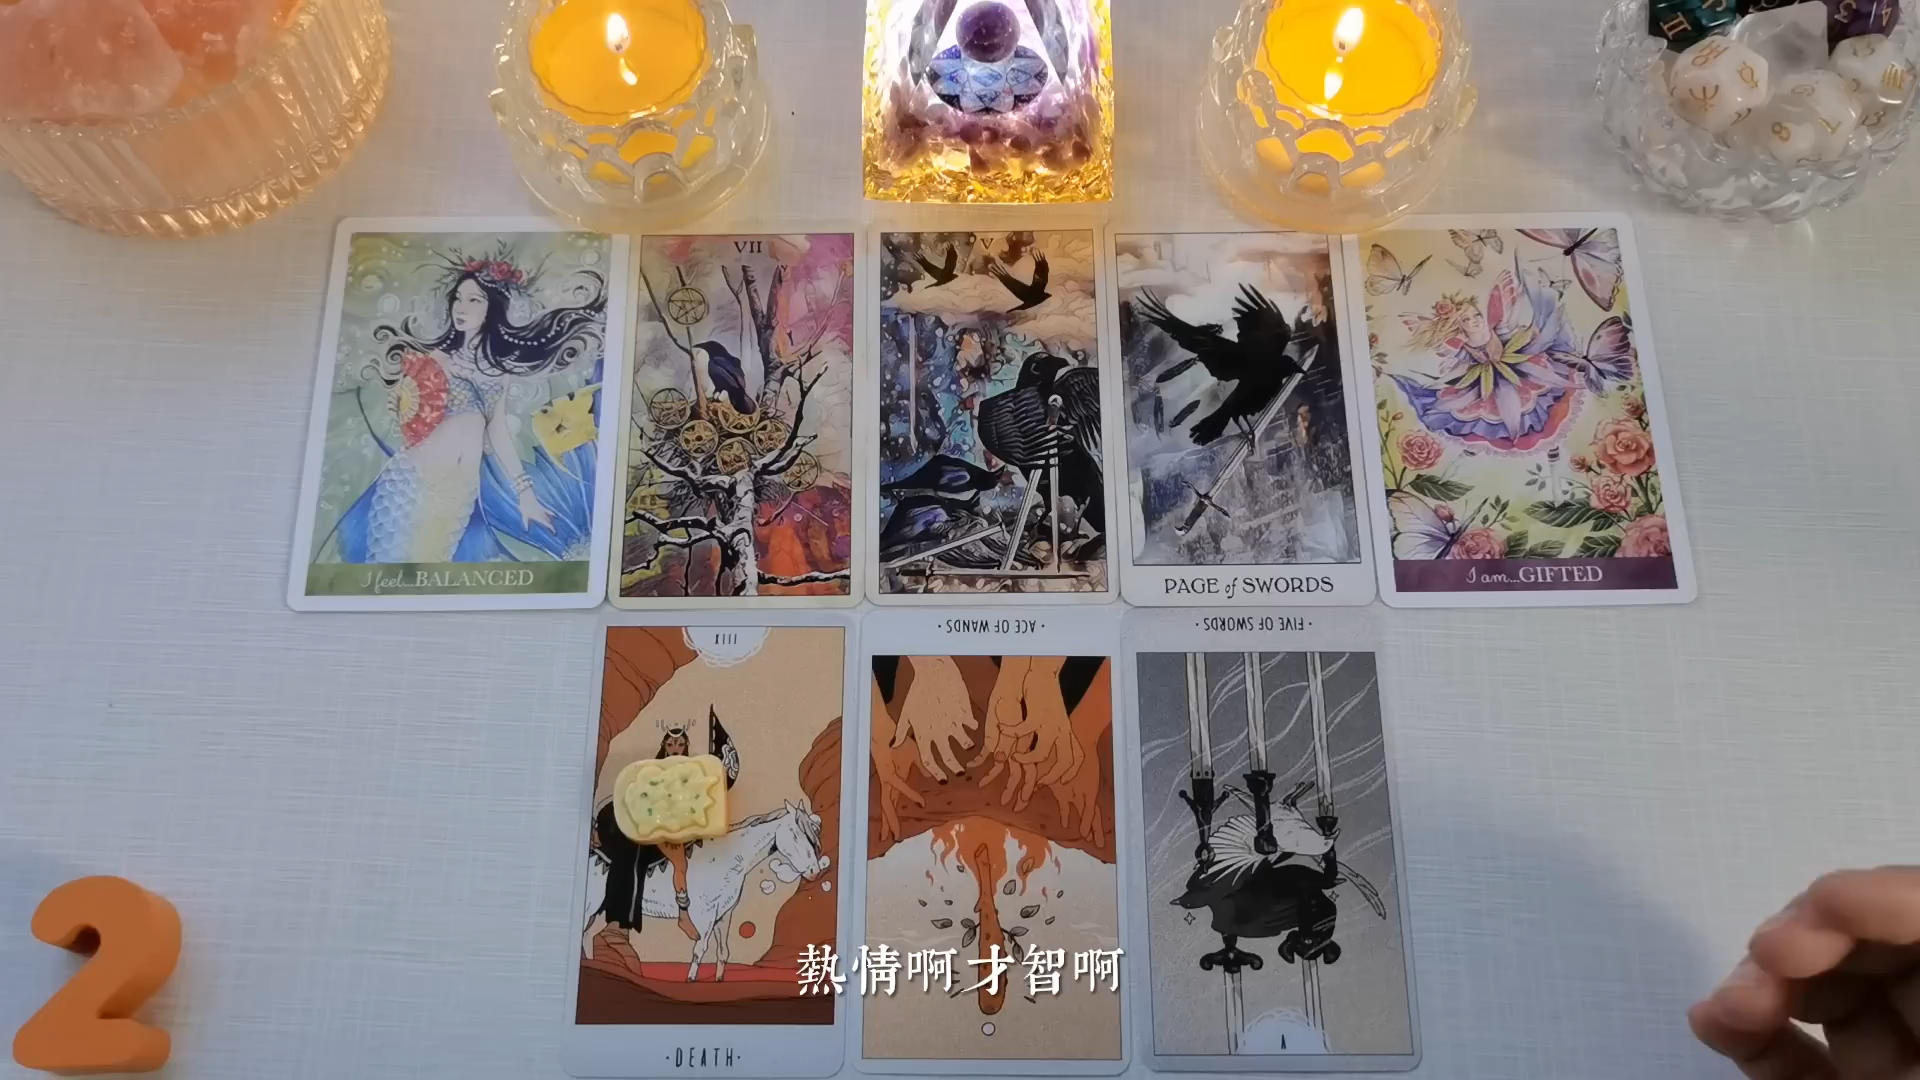 VII
V
I feel...BALANCED
PAGE of SWORDS
I am...GIFTED
XIII
· ACE OF WANDS ·
· FIVE OF SWORDS ·
2
熱情啊才智啊
V
· DEATH ·